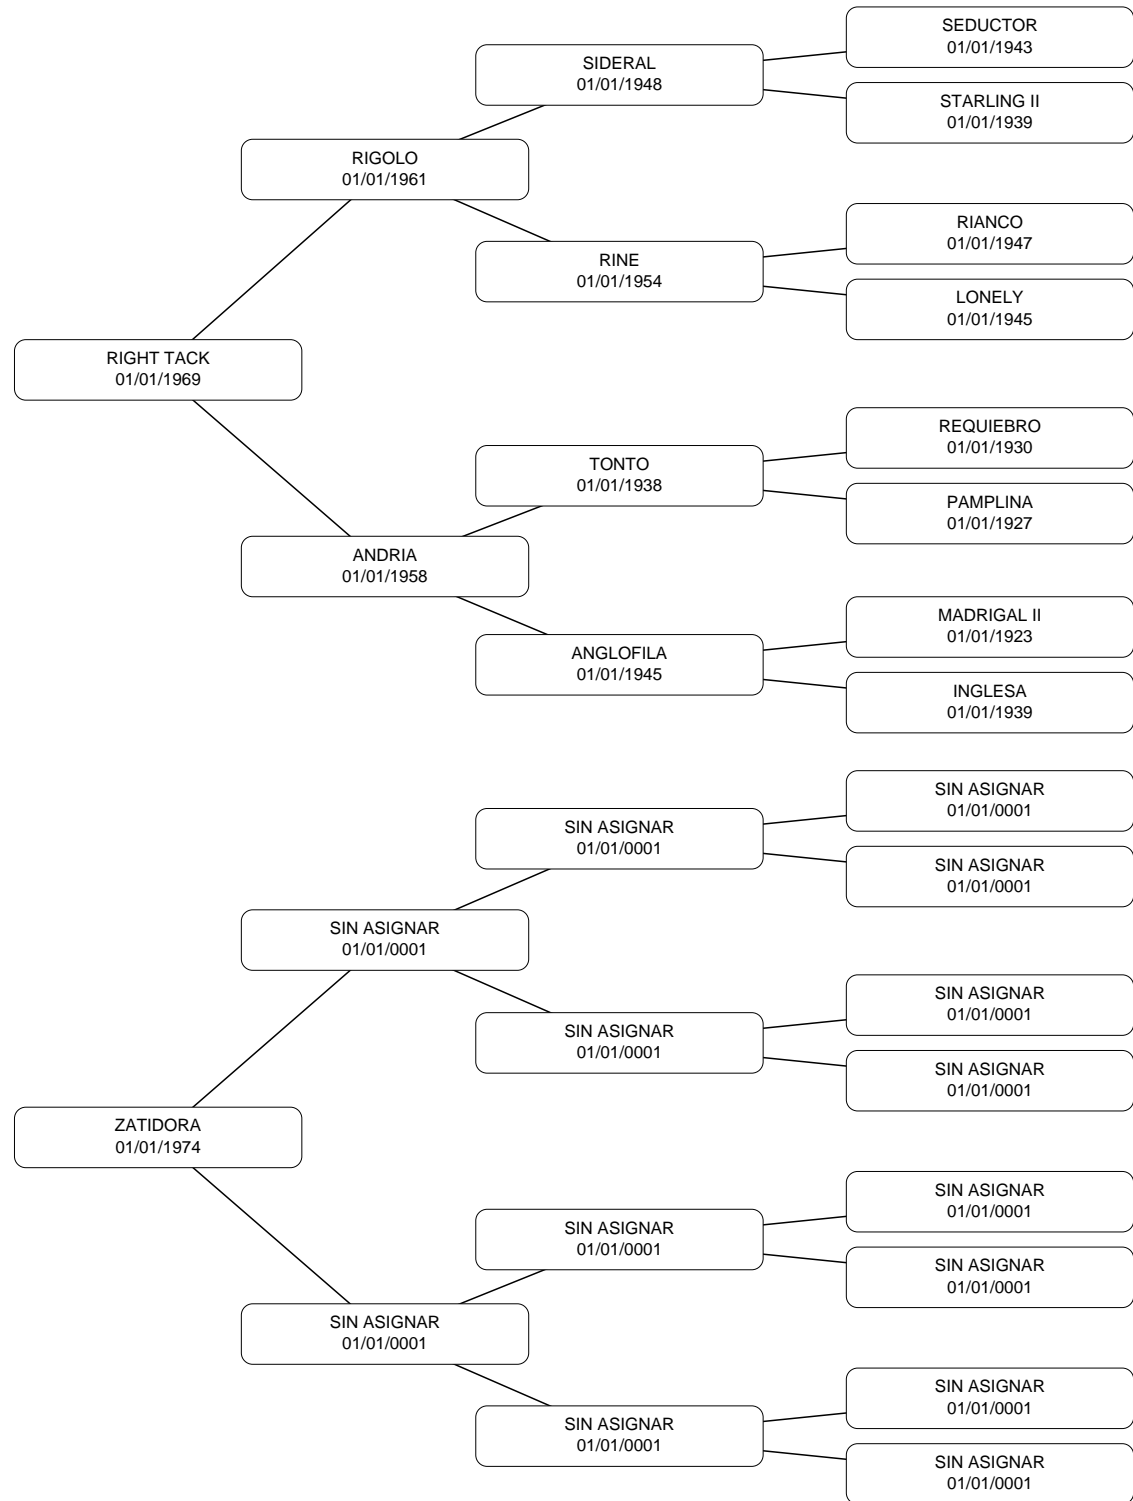 SEDUCTOR
01/01/1943
SIDERAL
01/01/1948
STARLING II
01/01/1939
RIGOLO
01/01/1961
RIANCO
01/01/1947
RINE
01/01/1954
LONELY
01/01/1945
RIGHT TACK
01/01/1969
REQUIEBRO
01/01/1930
TONTO
01/01/1938
PAMPLINA
01/01/1927
ANDRIA
01/01/1958
MADRIGAL II
01/01/1923
ANGLOFILA
01/01/1945
INGLESA
01/01/1939
SIN ASIGNAR
01/01/0001
SIN ASIGNAR
01/01/0001
SIN ASIGNAR
01/01/0001
SIN ASIGNAR
01/01/0001
SIN ASIGNAR
01/01/0001
SIN ASIGNAR
01/01/0001
SIN ASIGNAR
01/01/0001
ZATIDORA
01/01/1974
SIN ASIGNAR
01/01/0001
SIN ASIGNAR
01/01/0001
SIN ASIGNAR
01/01/0001
SIN ASIGNAR
01/01/0001
SIN ASIGNAR
01/01/0001
SIN ASIGNAR
01/01/0001
SIN ASIGNAR
01/01/0001